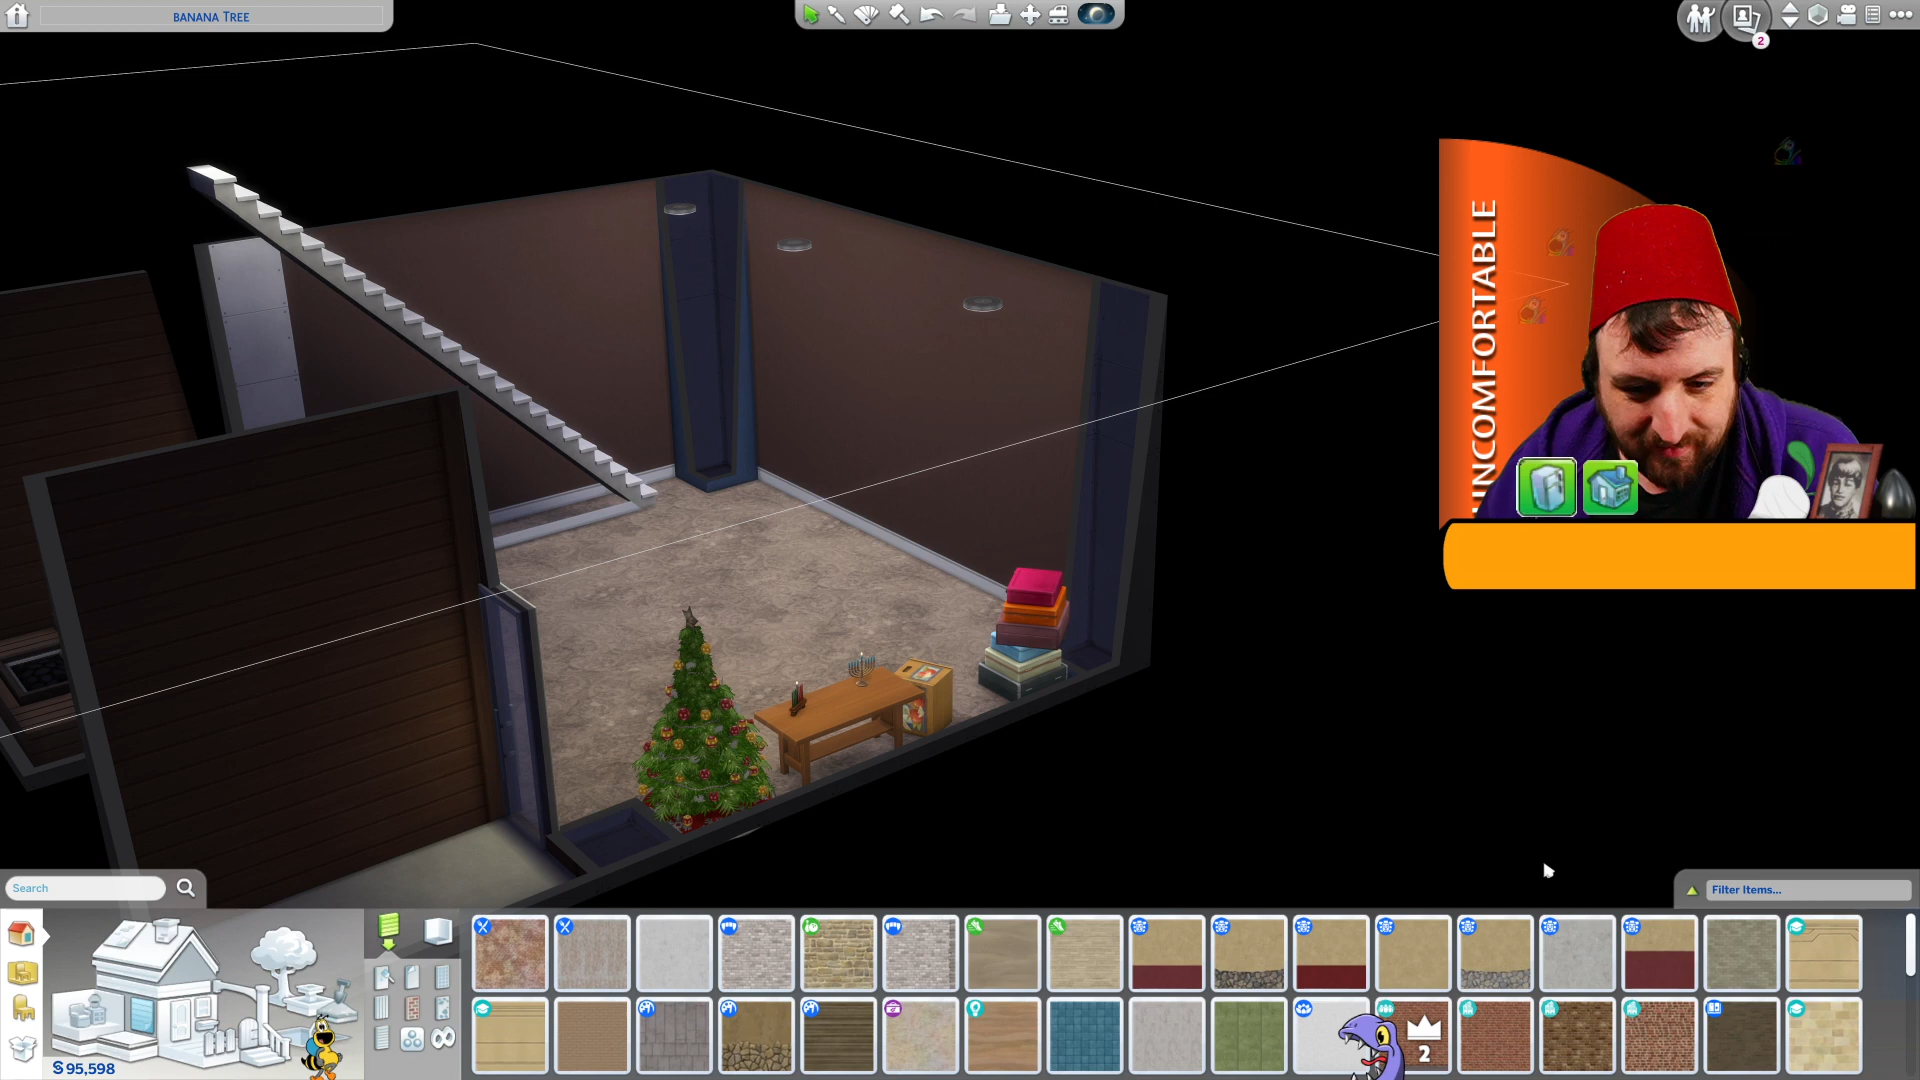 BANANA TREE
2
UNCOMFORTABLE
Search
Filter Items...
§95,598
2